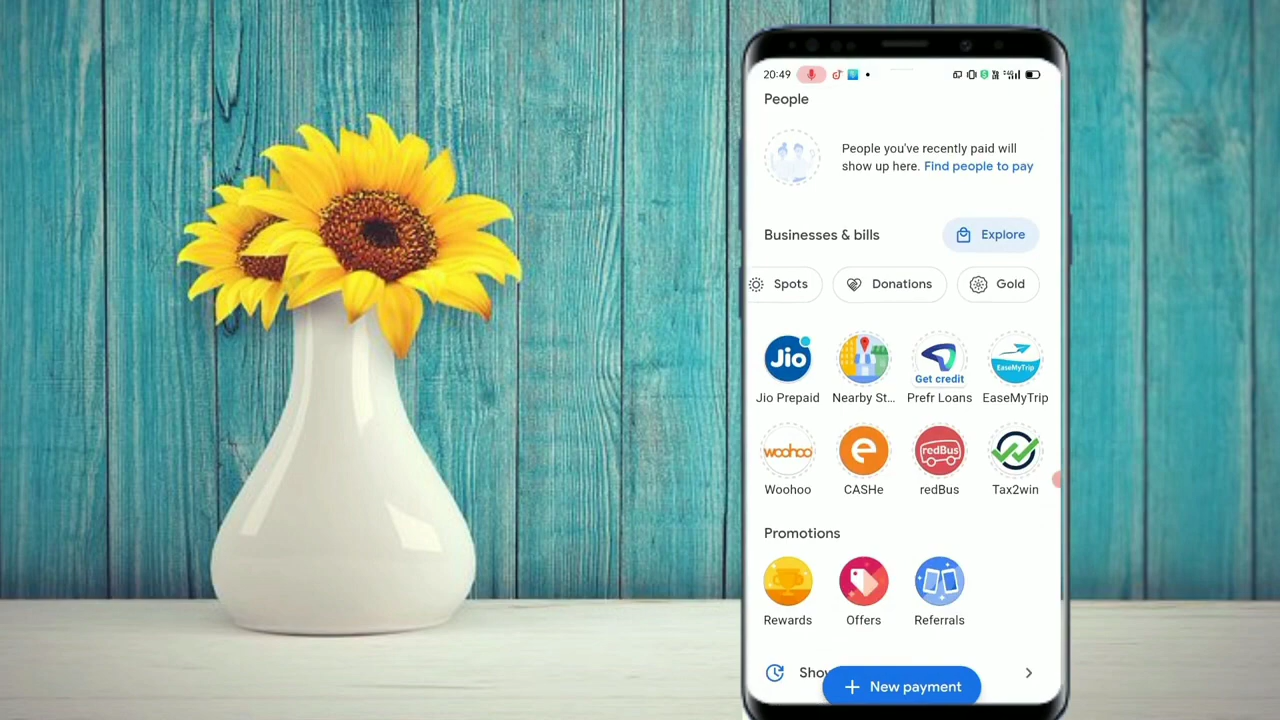 20:49
People
People you've recently paid will
show up here. Find people to pay
Businesses & bills
Explore
Spots
Donations
Gold
Jio
Get credit
EaseMyTrip
Jio Prepaid
Nearby St...
Prefr Loans
EaseMyTrip
woohoo
e
redBus
Woohoo
CASHe
redBus
Tax2win
Promotions
Rewards
Offers
Referrals
Show
+ New payment